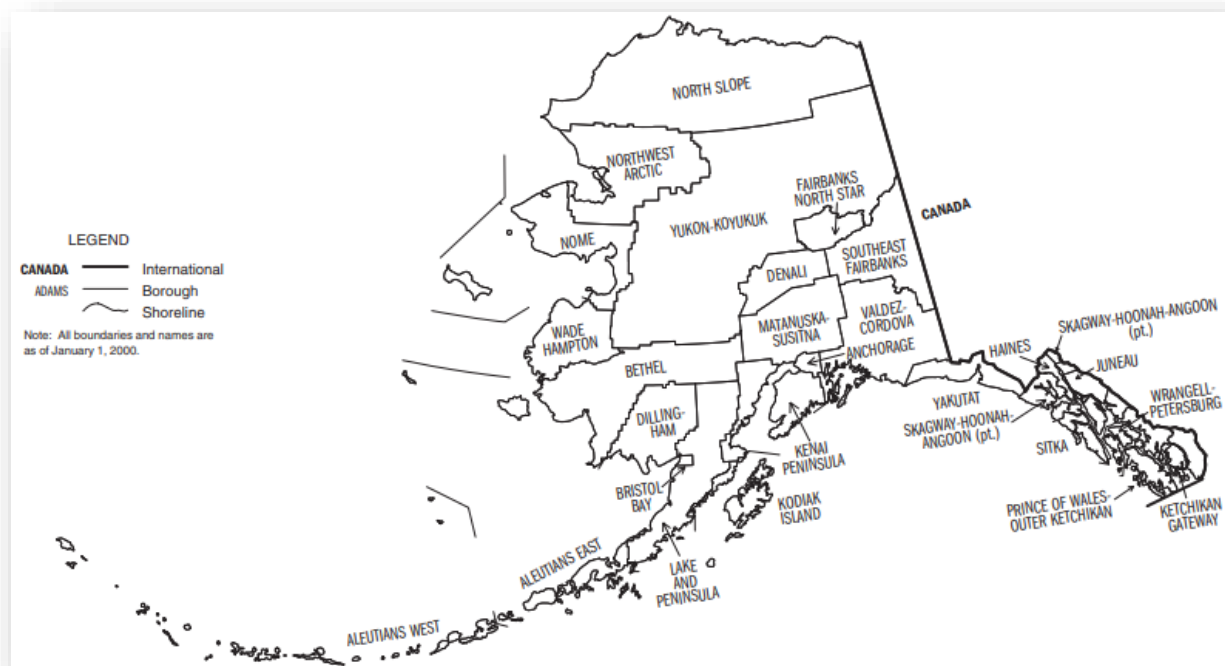 NORTH SLOPE
NORTHWEST
ARCTIC
FAIRBANKS
NORTH STAR
CANADA
YUKON-KOYUKUK
NOME
LEGEND
CANADA International
ADAMS Borough
Shoreline
Note: All boundaries and names are
as of January 1, 2000.
DENALI
SOUTHEAST
FAIRBANKS
WADE
HAMPTON
MATANUSKA-
SUSITNA
VALDEZ-
CORDOVA
ANCHORAGE
BETHEL
SKAGWAY-HOONAH-ANGOON
(pt.)
HAINES
JUNEAU
WRANGELL-
PETERSBURG
YAKUTAT
SKAGWAY-HOONAH-
ANGOON (pt.)
SITKA
DILLING-
HAM
KENAI
PENINSULA
BRISTOL
BAY
KODIAK
ISLAND
PRINCE OF WALES-
OUTER KETCHIKAN
KETCHIKAN
GATEWAY
ALEUTIANS EAST
LAKE
AND
PENINSULA
ALEUTIANS WEST